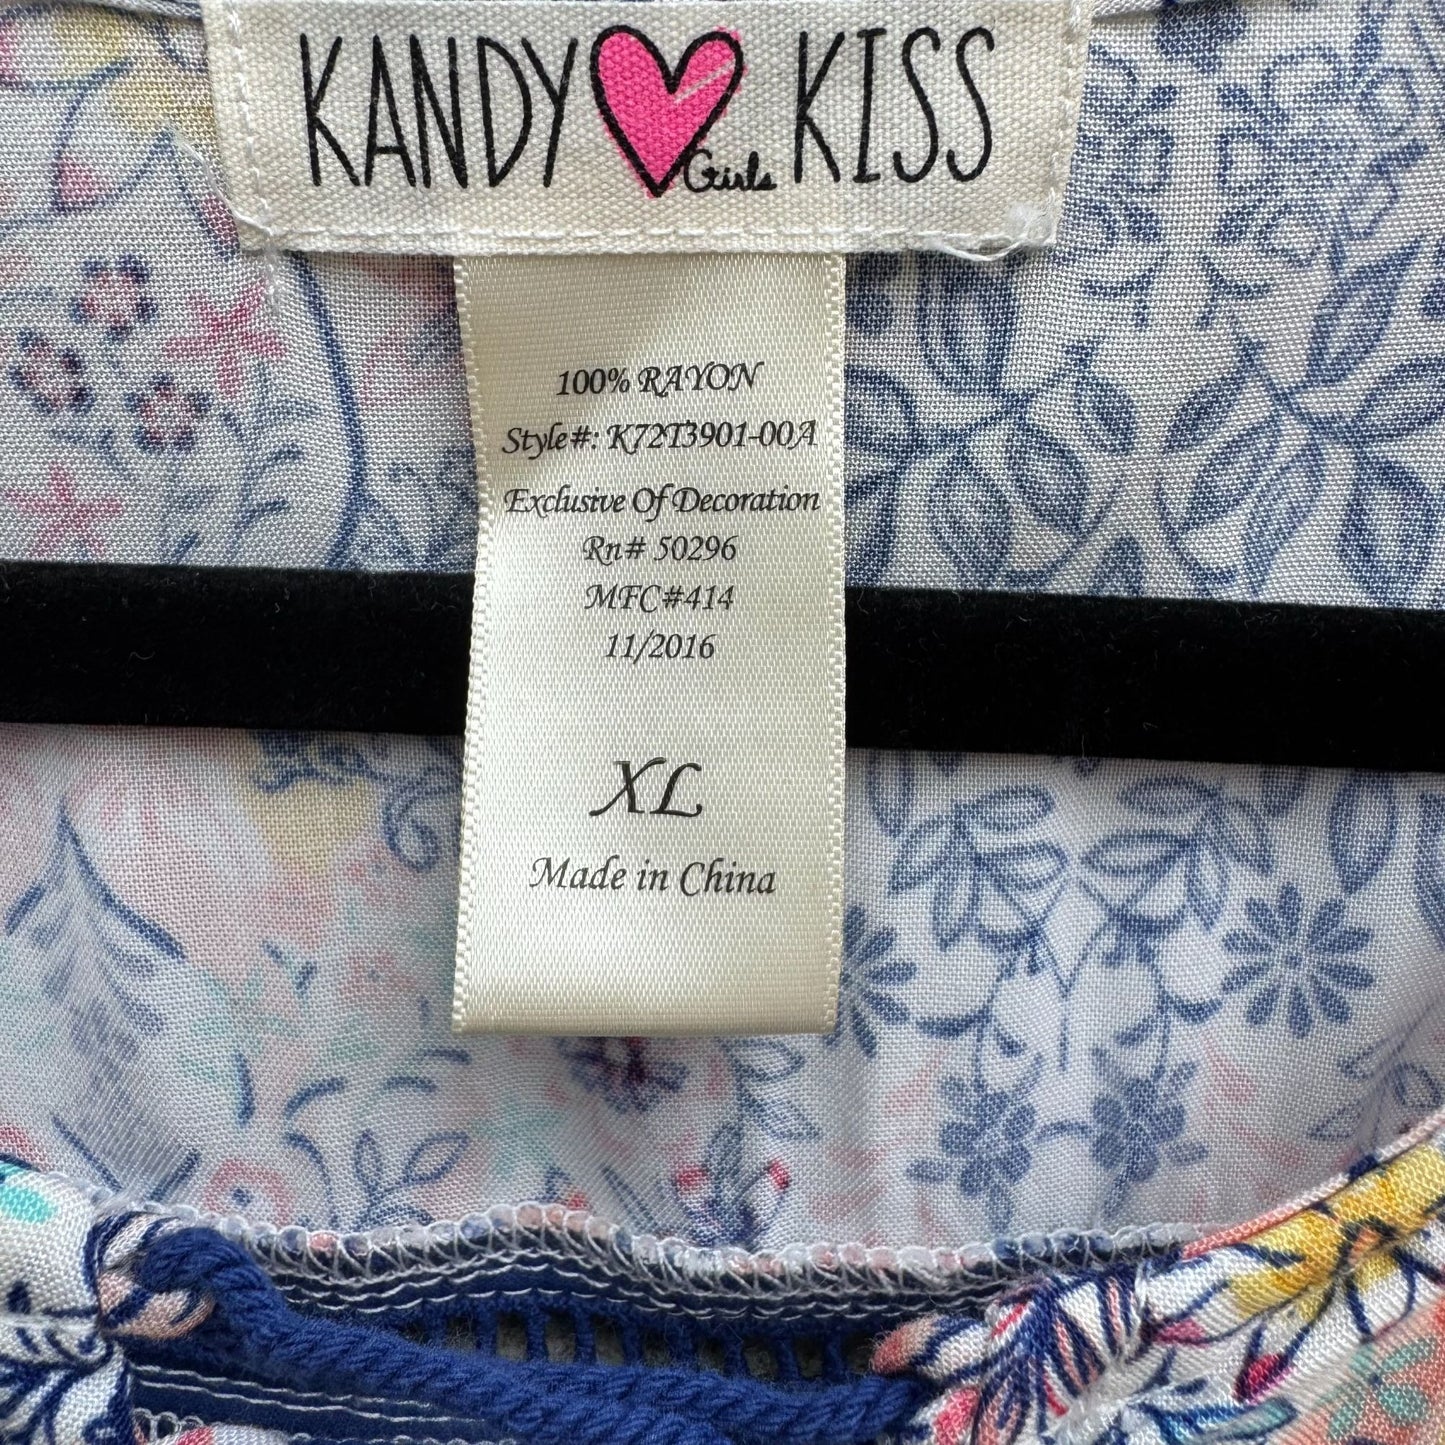 KANDY KISS
Girls
100% RAYON
Style#: K72T3901-00A
Exclusive Of Decoration
Rn# 50296
MFC#414
11/2016
XL
Made in China